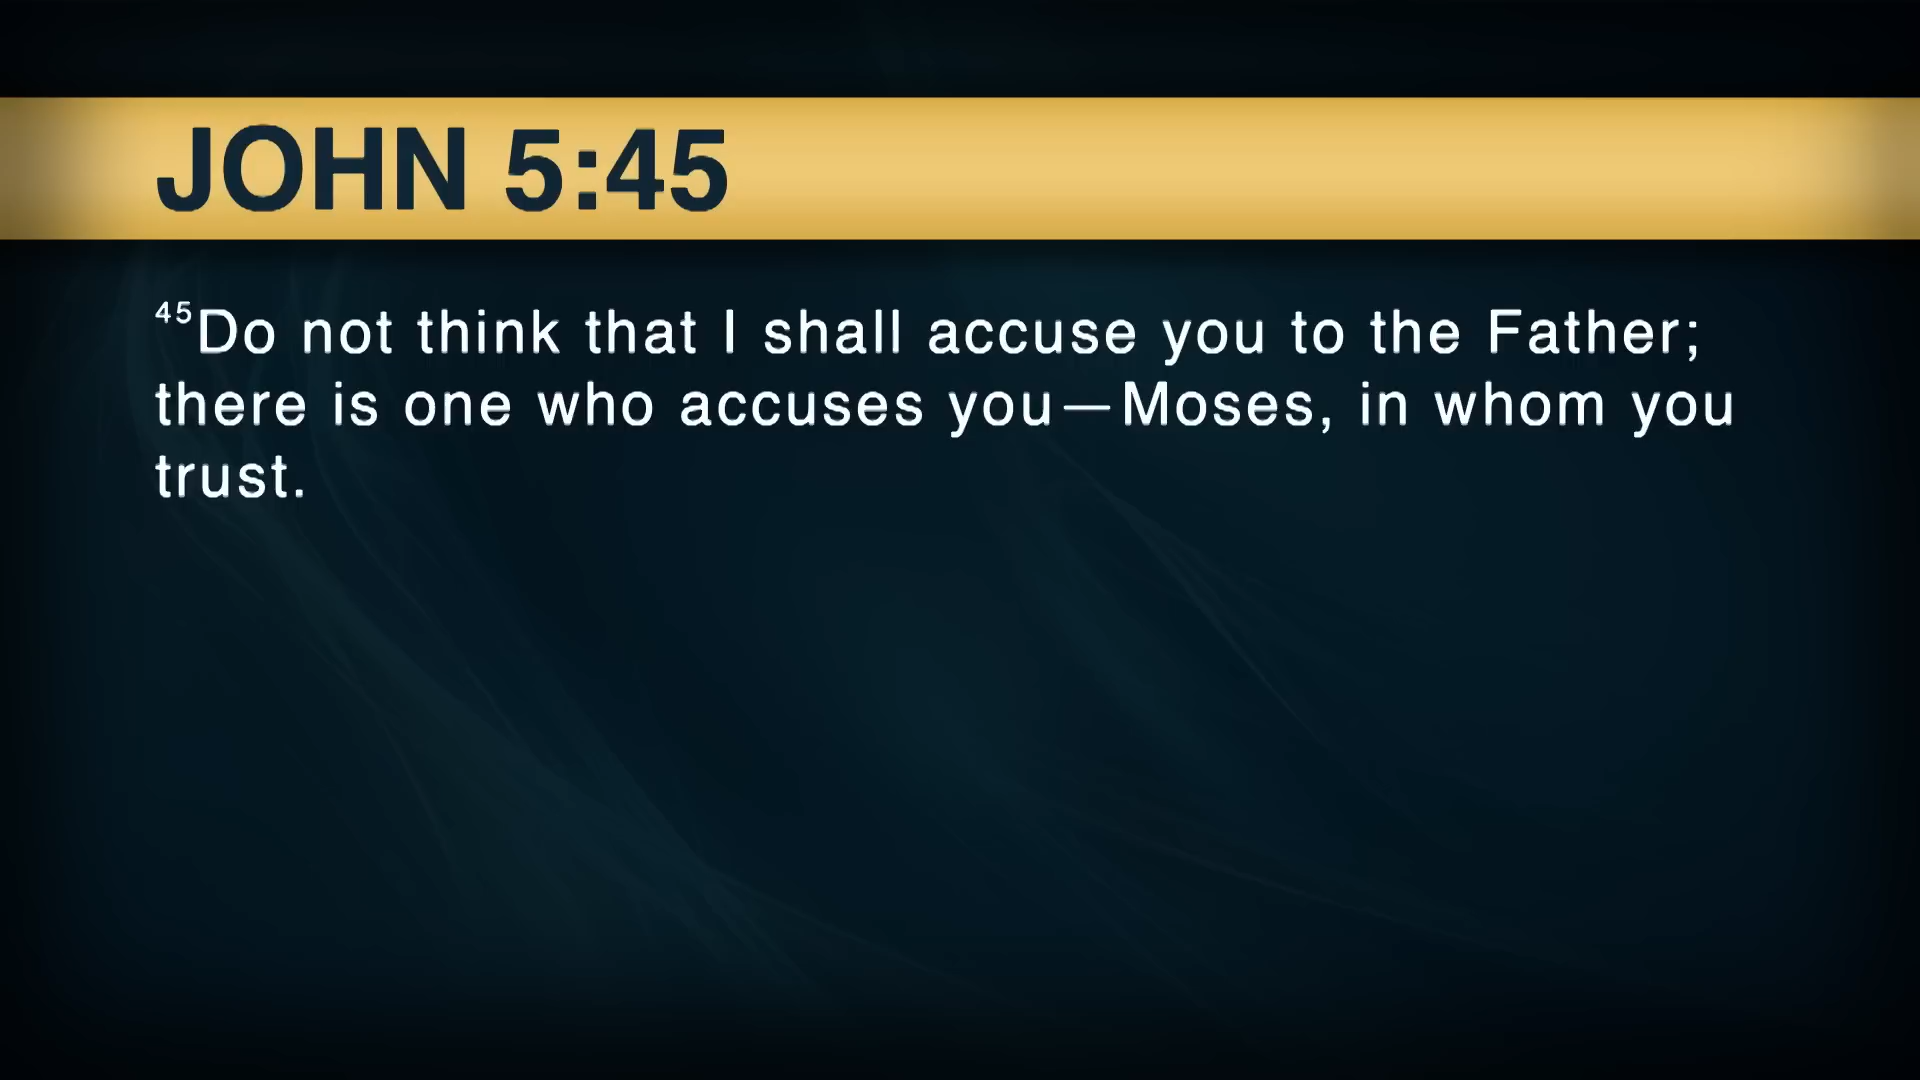 JOHN 5:45
45Do not think that I shall accuse you to the Father;
there is one who accuses you—Moses, in whom you
trust.